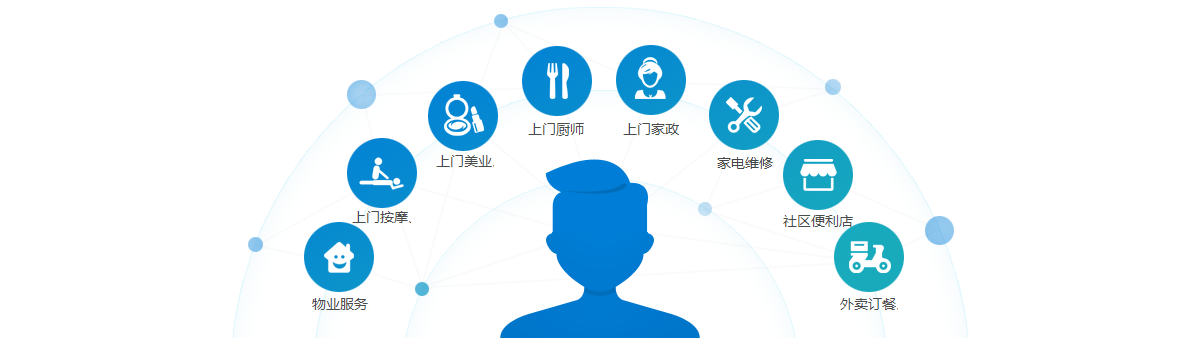 物业服务
上门按摩、
上门美业.
上门厨师
上门家政
家电维修
社区便利店
外卖订餐.